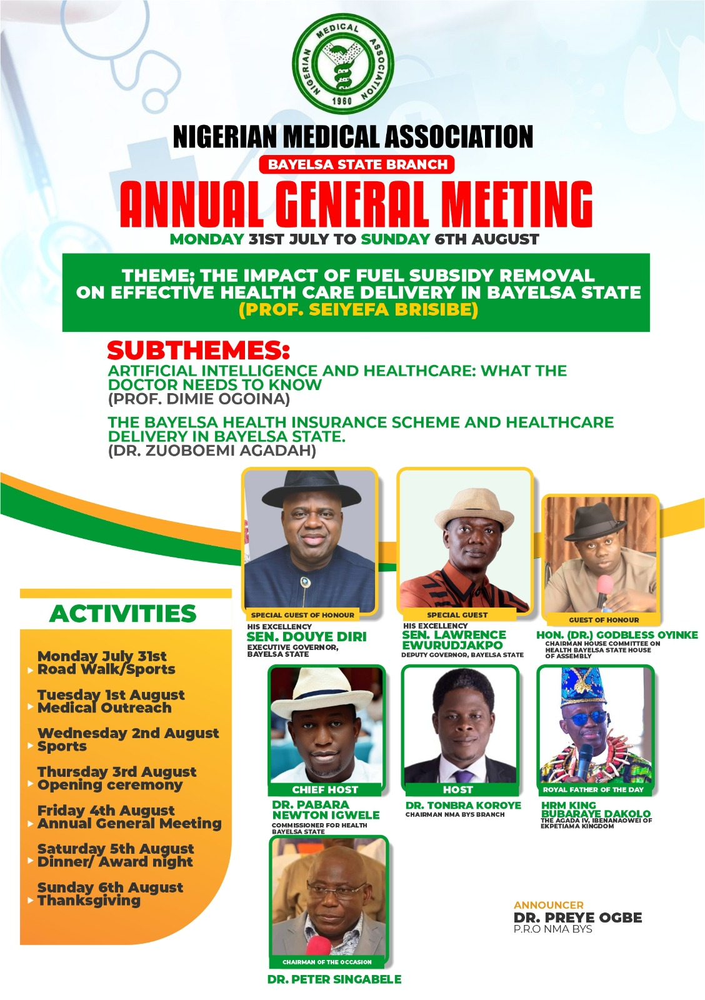 NIGERIAN MEDICAL ASSOCIATION
1960
NIGERIAN MEDICAL ASSOCIATION
BAYELSA STATE BRANCH
ANNUAL GENERAL MEETING
MONDAY 31ST JULY TO SUNDAY 6TH AUGUST
THEME; THE IMPACT OF FUEL SUBSIDY REMOVAL
ON EFFECTIVE HEALTH CARE DELIVERY IN BAYELSA STATE
(PROF. SEIYEFA BRISIBE)
SUBTHEMES:
ARTIFICIAL INTELLIGENCE AND HEALTHCARE: WHAT THE
DOCTOR NEEDS TO KNOW
(PROF. DIMIE OGOINA)
THE BAYELSA HEALTH INSURANCE SCHEME AND HEALTHCARE
DELIVERY IN BAYELSA STATE.
(DR. ZUOBOEMI AGADAH)
ACTIVITIES
Monday July 31st
Road Walk/Sports
Tuesday 1st August
Medical Outreach
Wednesday 2nd August
Sports
Thursday 3rd August
Opening ceremony
Friday 4th August
Annual General Meeting
Saturday 5th August
Dinner/ Award night
Sunday 6th August
Thanksgiving
SPECIAL GUEST OF HONOUR
HIS EXCELLENCY
SEN. DOUYE DIRI
EXECUTIVE GOVERNOR,
BAYELSA STATE
SPECIAL GUEST
HIS EXCELLENCY
SEN. LAWRENCE
EWURUDJAKPO
DEPUTY GOVERNOR, BAYELSA STATE
GUEST OF HONOUR
HON. (DR.) GODBLESS OYINKE
CHAIRMAN HOUSE COMMITTEE ON
HEALTH BAYELSA STATE HOUSE
OF ASSEMBLY
CHIEF HOST
DR. PABARA
NEWTON IGWELE
COMMISSIONER FOR HEALTH
BAYELSA STATE
HOST
DR. TONBRA KOROYE
CHAIRMAN NMA BYS BRANCH
ROYAL FATHER OF THE DAY
HRM KING
BUBARAYE DAKOLO
THE AGADA IV, IBENANAOWEI OF
EKPETIAMA KINGDOM
CHAIRMAN OF THE OCCASION
DR. PETER SINGABELE
ANNOUNCER
DR. PREYE OGBE
P.R.O NMA BYS